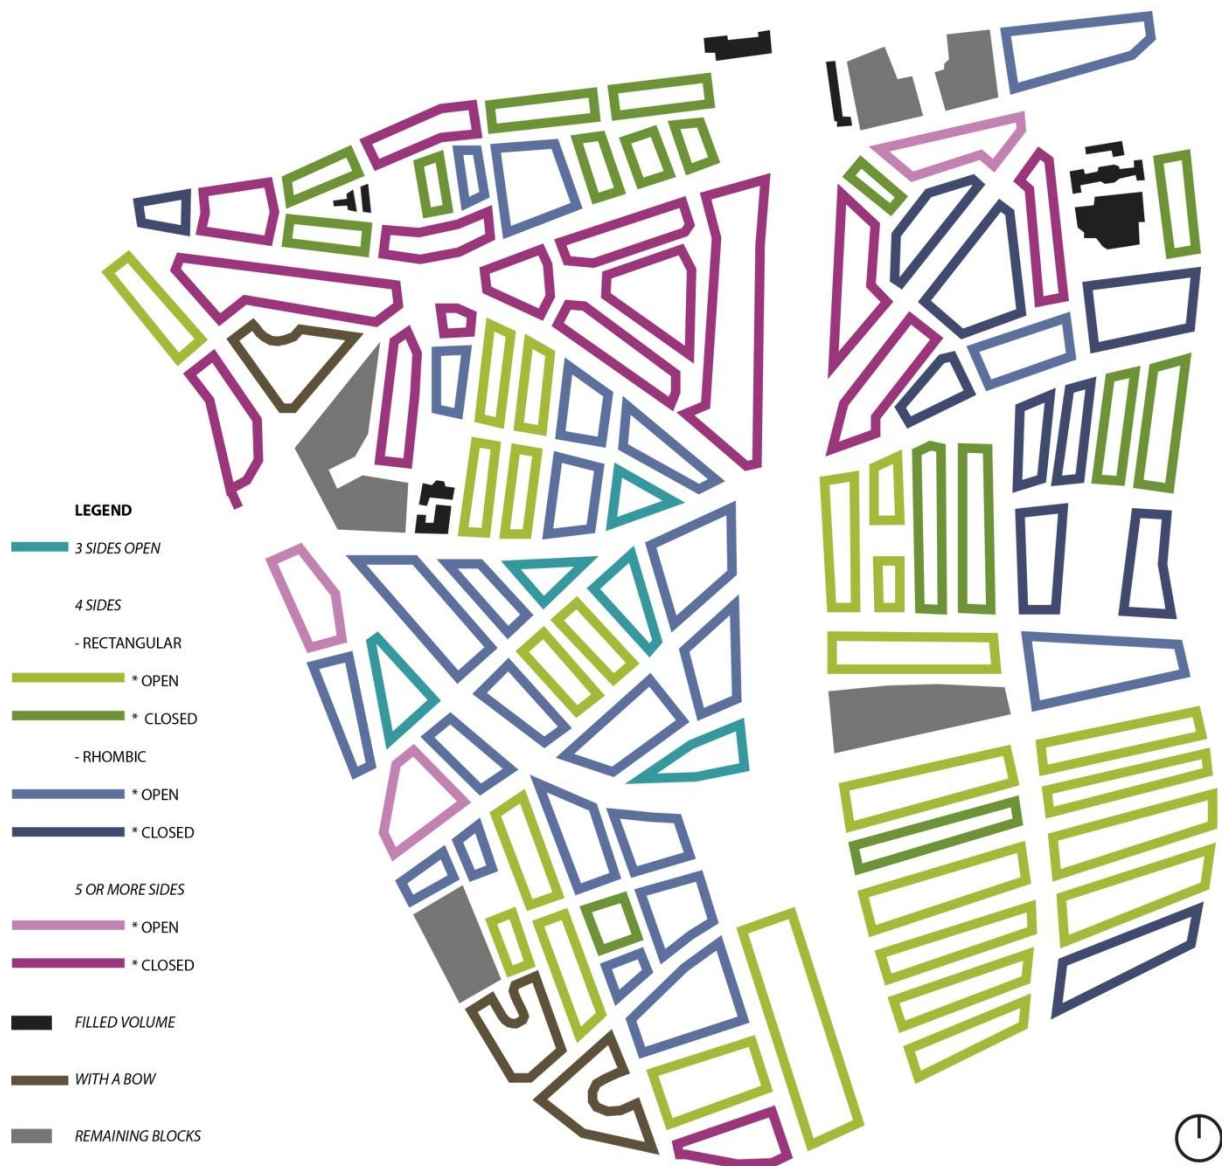 LEGEND
3 SIDES OPEN
4 SIDES
- RECTANGULAR
* OPEN
* CLOSED
- RHOMBIC
* OPEN
* CLOSED
5 OR MORE SIDES
* OPEN
* CLOSED
FILLED VOLUME
WITH A BOW
REMAINING BLOCKS